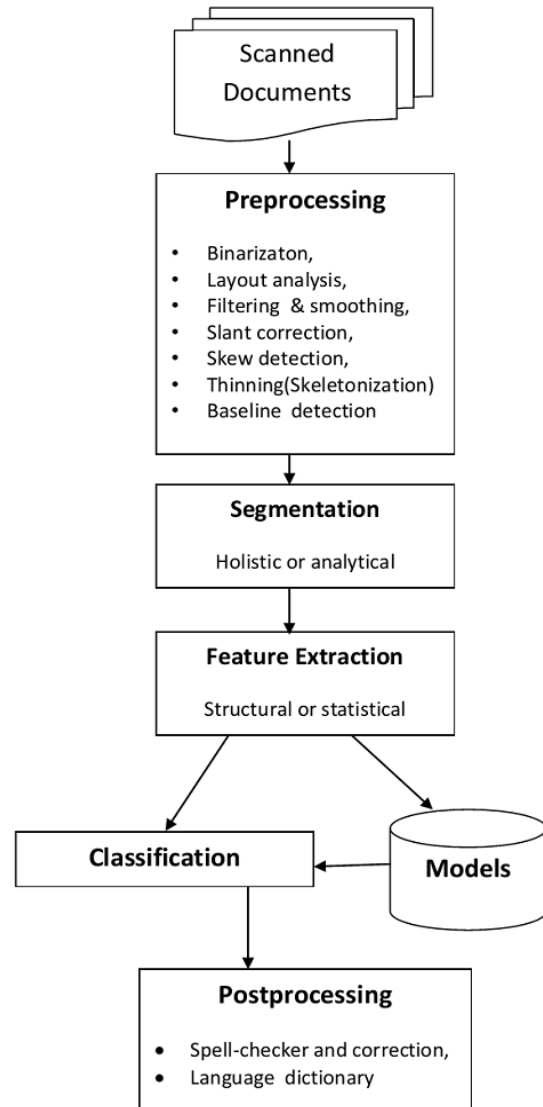 Scanned
Documents
Preprocessing
• Binarizaton,
• Layout analysis,
• Filtering & smoothing,
• Slant correction,
• Skew detection,
• Thinning(Skeletonization)
• Baseline detection
Segmentation
Holistic or analytical
Feature Extraction
Structural or statistical
Classification
Models
Postprocessing
• Spell-checker and correction,
• Language dictionary